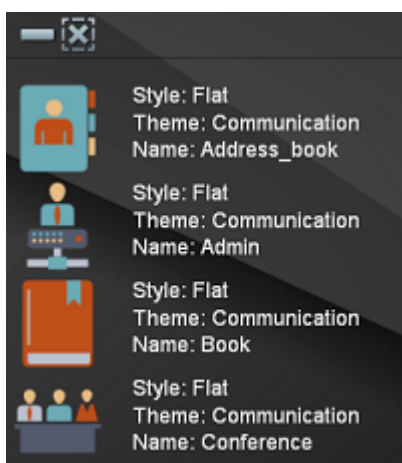 Style: Flat
Theme: Communication
Name: Address_book
Style: Flat
Theme: Communication
Name: Admin
Style: Flat
Theme: Communication
Name: Book
Style: Flat
Theme: Communication
Name: Conference